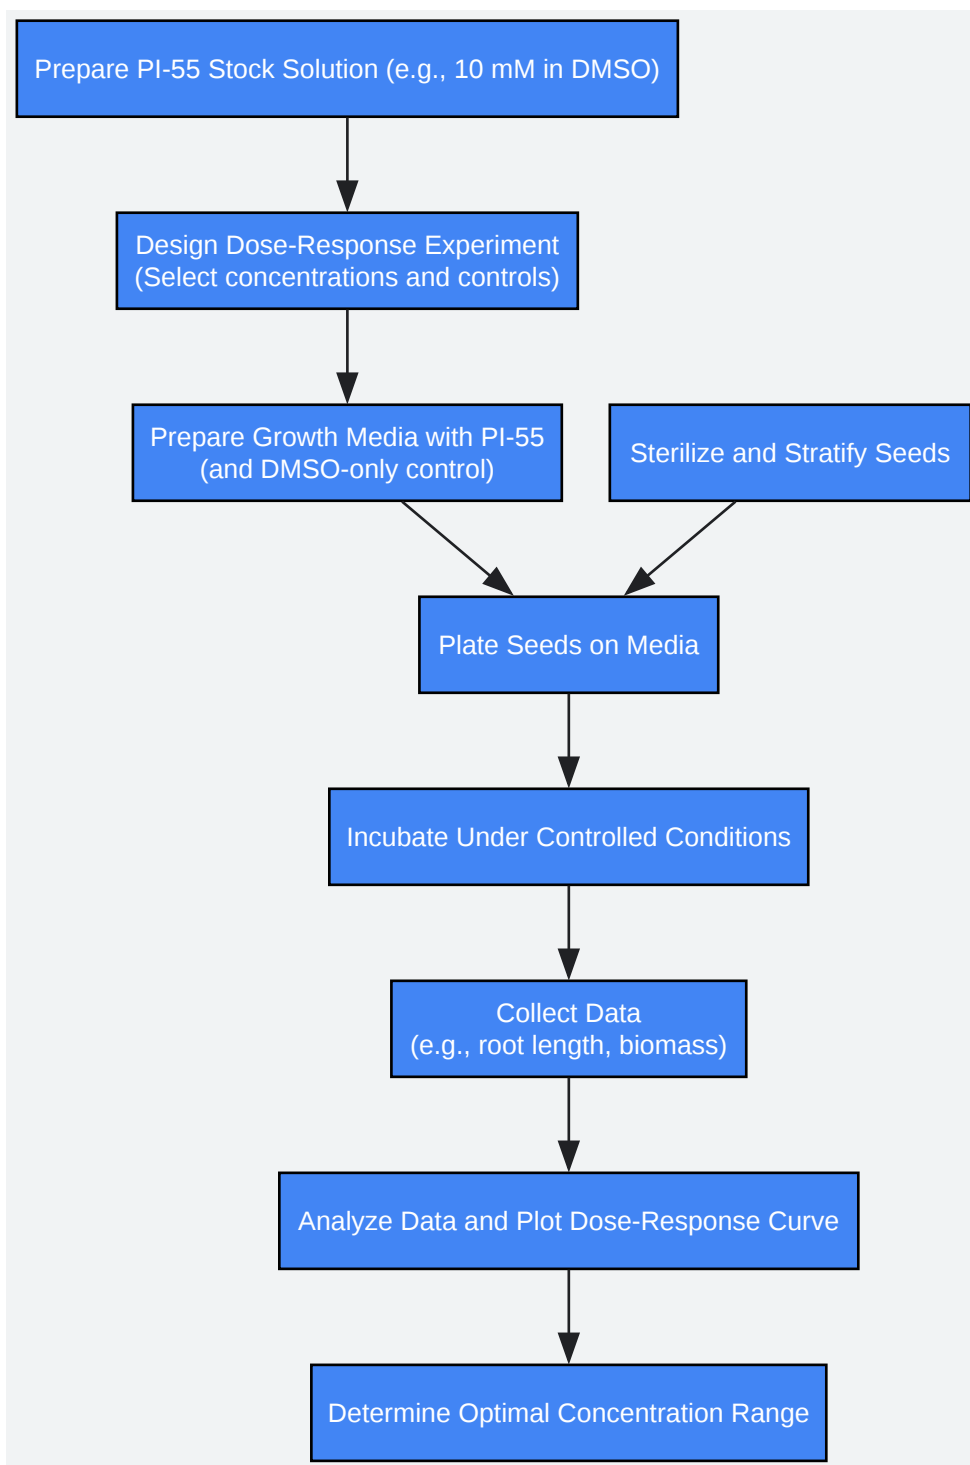 Prepare PI-55 Stock Solution (e.g., 10 mM in DMSO)
Design Dose-Response Experiment
(Select concentrations and controls)
Prepare Growth Media with PI-55
(and DMSO-only control)
Sterilize and Stratify Seeds
Plate Seeds on Media
Incubate Under Controlled Conditions
Collect Data
(e.g., root length, biomass)
Analyze Data and Plot Dose-Response Curve
Determine Optimal Concentration Range